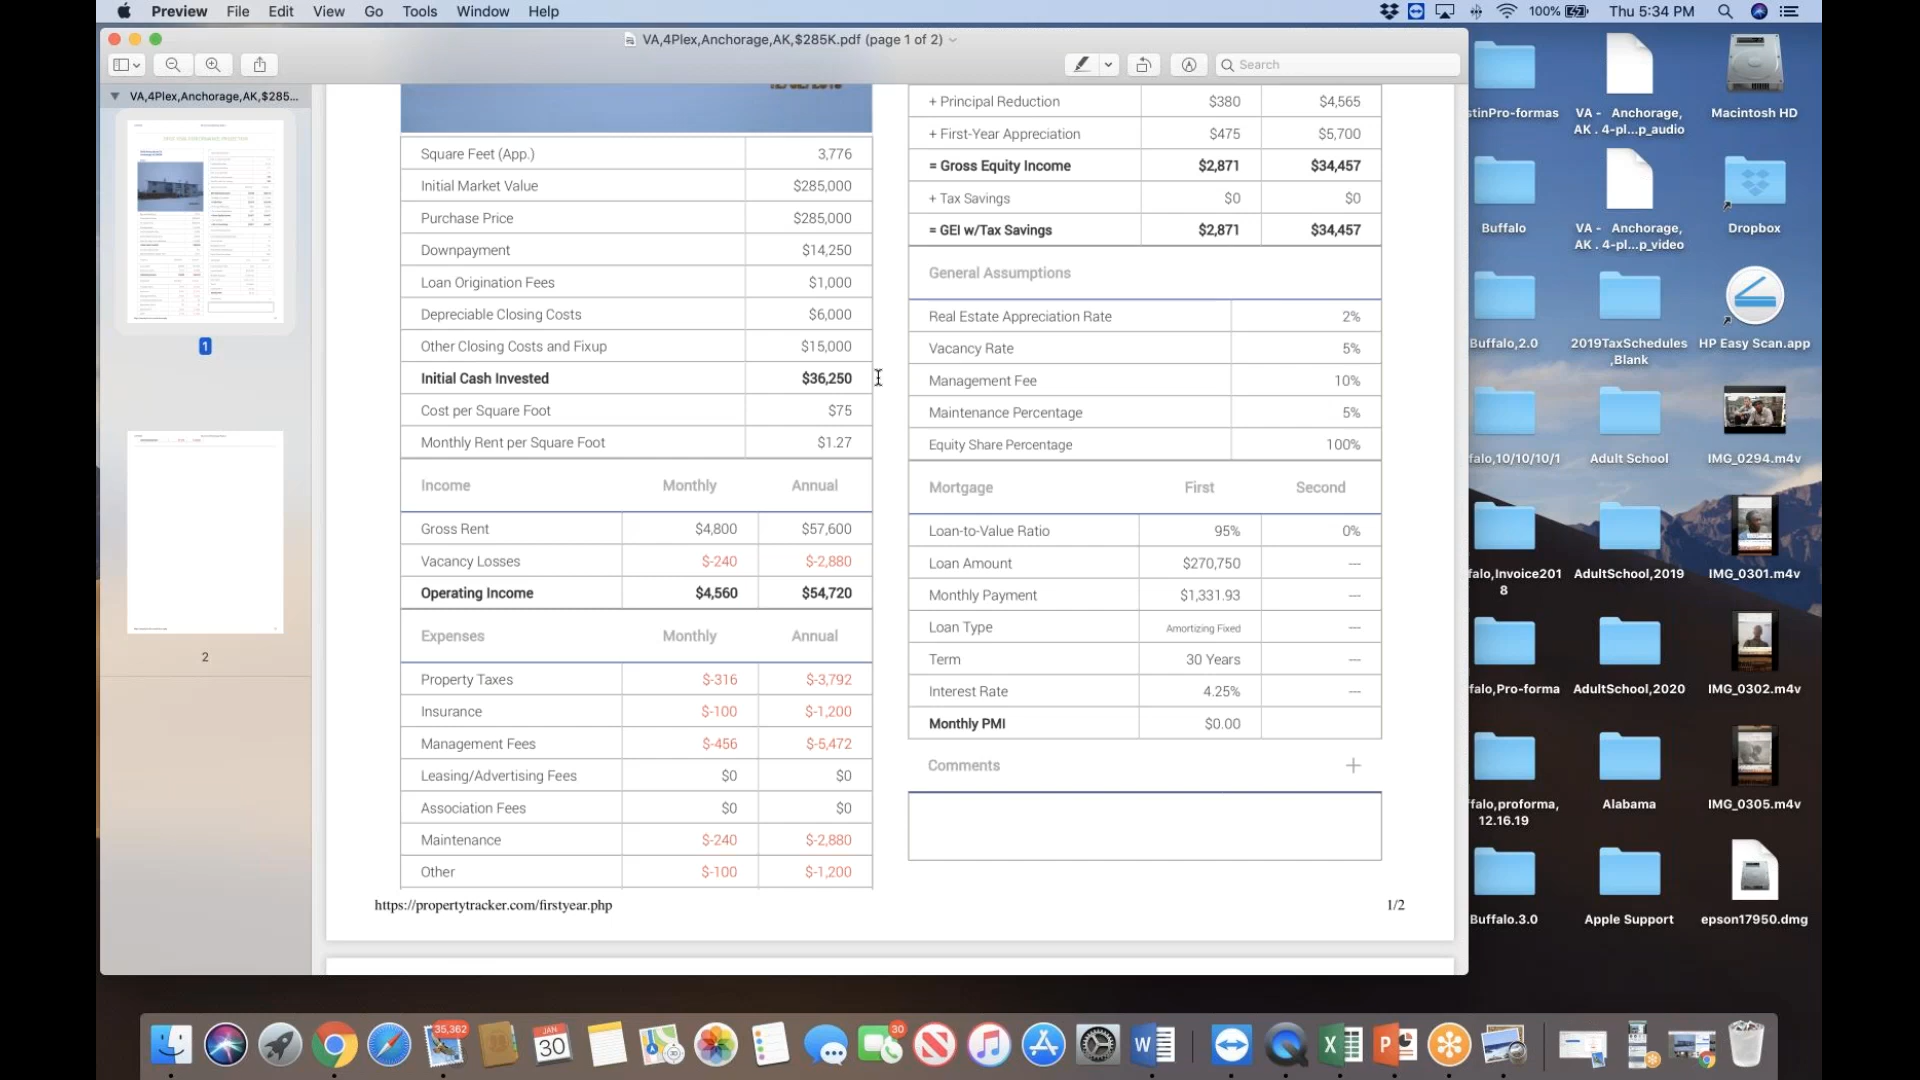 Preview File Edit View Go Tools Window Help
100% Thu 5:34 PM
VA,4Plex,Anchorage,AK,$285K.pdf (page 1 of 2)
Search
VA,4Plex,Anchorage,AK,$285...
1
2
Square Feet (App.) 3,776
Initial Market Value $285,000
Purchase Price $285,000
Downpayment $14,250
Loan Origination Fees $1,000
Depreciable Closing Costs $6,000
Other Closing Costs and Fixup $15,000
Initial Cash Invested $36,250
Cost per Square Foot $75
Monthly Rent per Square Foot $1.27
Income Monthly Annual
Gross Rent $4,800 $57,600
Vacancy Losses $-240 $-2,880
Operating Income $4,560 $54,720
Expenses Monthly Annual
Property Taxes $-316 $-3,792
Insurance $-100 $-1,200
Management Fees $-456 $-5,472
Leasing/Advertising Fees $0 $0
Association Fees $0 $0
Maintenance $-240 $-2,880
Other $-100 $-1,200
+ Principal Reduction $380 $4,565
+ First-Year Appreciation $475 $5,700
= Gross Equity Income $2,871 $34,457
+ Tax Savings $0 $0
= GEI w/Tax Savings $2,871 $34,457
General Assumptions
Real Estate Appreciation Rate 2%
Vacancy Rate 5%
Management Fee 10%
Maintenance Percentage 5%
Equity Share Percentage 100%
Mortgage First Second
Loan-to-Value Ratio 95% 0%
Loan Amount $270,750 ---
Monthly Payment $1,331.93 ---
Loan Type Amortizing Fixed ---
Term 30 Years ---
Interest Rate 4.25% ---
Monthly PMI $0.00
Comments +
https://propertytracker.com/firstyear.php 1/2
stinPro-formas
VA - Anchorage,
AK . 4-pl...p_audio
Macintosh HD
Buffalo
VA - Anchorage,
AK . 4-pl...p_video
Dropbox
Buffalo,2.0
2019TaxSchedules
,Blank
HP Easy Scan.app
falo,10/10/10/1
Adult School
IMG_0294.m4v
falo,Invoice201
8
AdultSchool,2019
IMG_0301.m4v
falo,Pro-forma
AdultSchool,2020
IMG_0302.m4v
falo,proforma,
12.16.19
Alabama
IMG_0305.m4v
Buffalo.3.0
Apple Support
epson17950.dmg
35,362
JAN
30
30
W
X
P